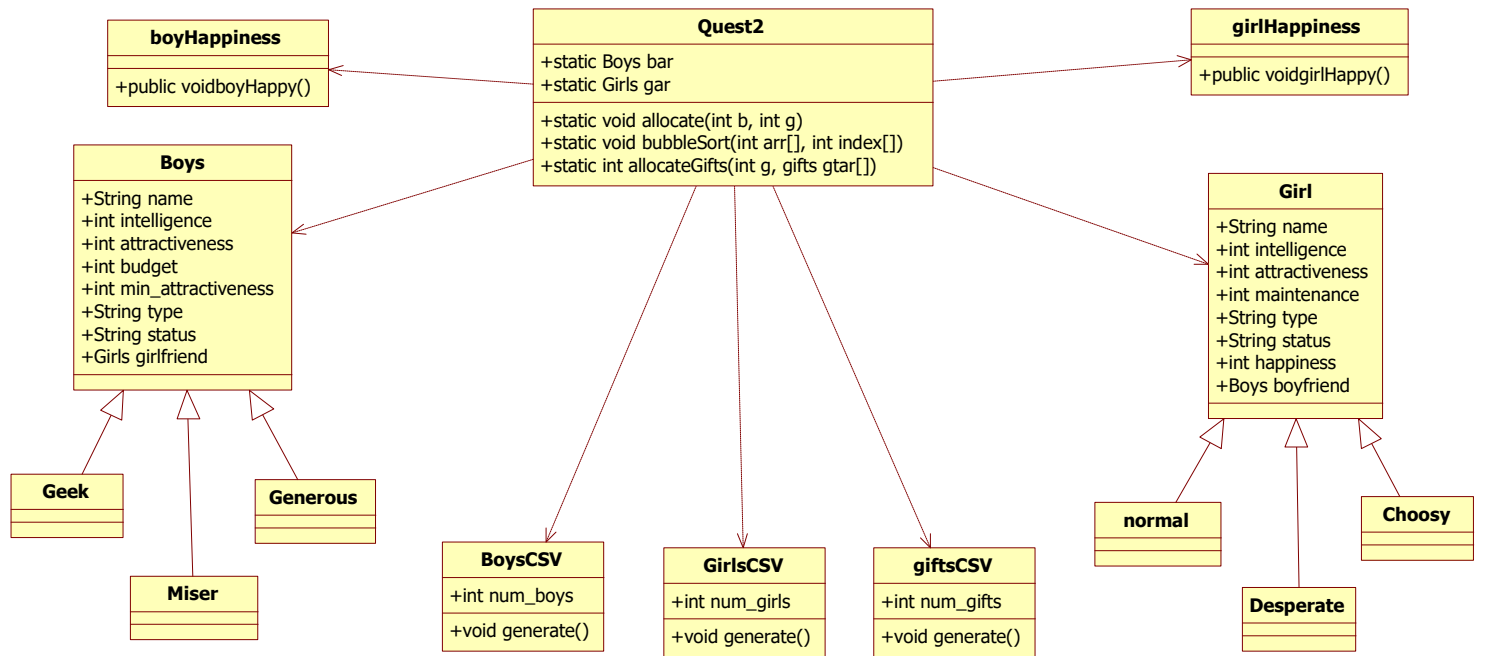 boyHappiness
+public voidboyHappy()
Quest2
+static Boys bar
+static Girls gar
+static void allocate(int b, int g)
+static void bubbleSort(int arr[], int index[])
+static int allocateGifts(int g, gifts gtar[])
girlHappiness
+public voidgirlHappy()
Boys
+String name
+int intelligence
+int attractiveness
+int budget
+int min_attractiveness
+String type
+String status
+Girls girlfriend
Girl
+String name
+int intelligence
+int attractiveness
+int maintenance
+String type
+String status
+int happiness
+Boys boyfriend
Geek
Miser
Generous
BoysCSV
+int num_boys
+void generate()
GirlsCSV
+int num_girls
+void generate()
giftsCSV
+int num_gifts
+void generate()
normal
Desperate
Choosy